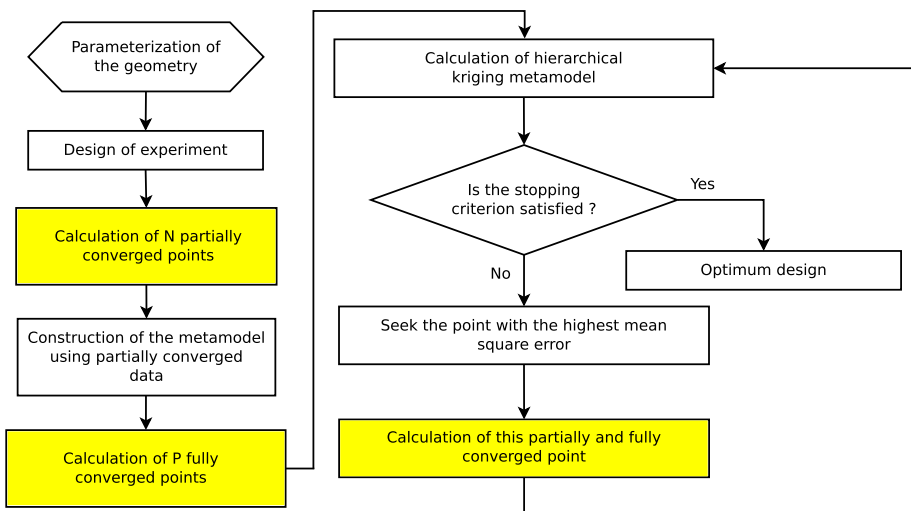 Parameterization of
the geometry
Design of experiment
Calculation of N partially
converged points
Construction of the metamodel
using partially converged
data
Calculation of P fully
converged points
Calculation of hierarchical
kriging metamodel
Is the stopping
criterion satisfied ?
Yes
Optimum design
No
Seek the point with the highest mean
square error
Calculation of this partially and fully
converged point